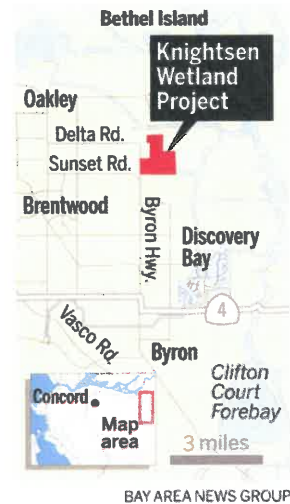 Bethel Island
Knightsen
Wetland
Project
Oakley
Delta Rd.
Sunset Rd.
Brentwood
Byron Hwy.
Discovery
Bay
4
Vasco Rd.
Byron
Clifton
Court
Forebay
Concord
Map
area
3 miles
BAY AREA NEWS GROUP